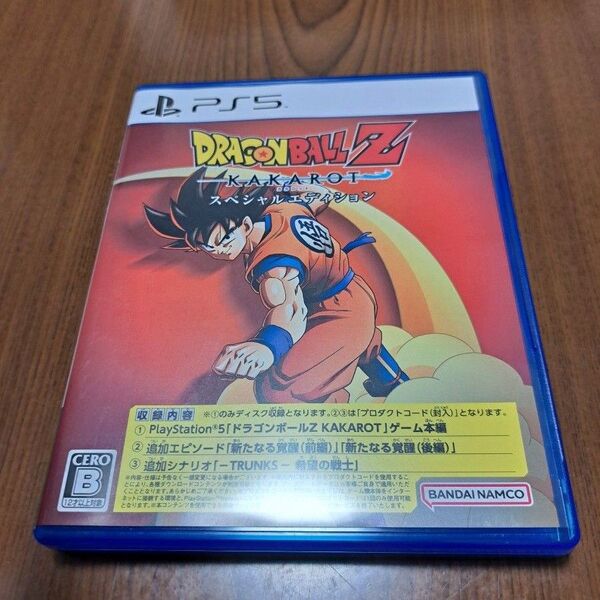 PS5
DRAGON BALL Z
KAKAROT
カカロット
スペシャルエディション
悟
収録内容 ※①のみディスク収録となります。②③は「プロダクトコード(封入)」となります。
① PlayStation®5「ドラゴンボールZ KAKAROT」ゲーム本編
② 追加エピソード「新たなる覚醒(前編)」「新たなる覚醒(後編)」
③ 追加シナリオ「-TRUNKS- 希望の戦士」
CERO
B
12才以上対象
BANDAI NAMCO